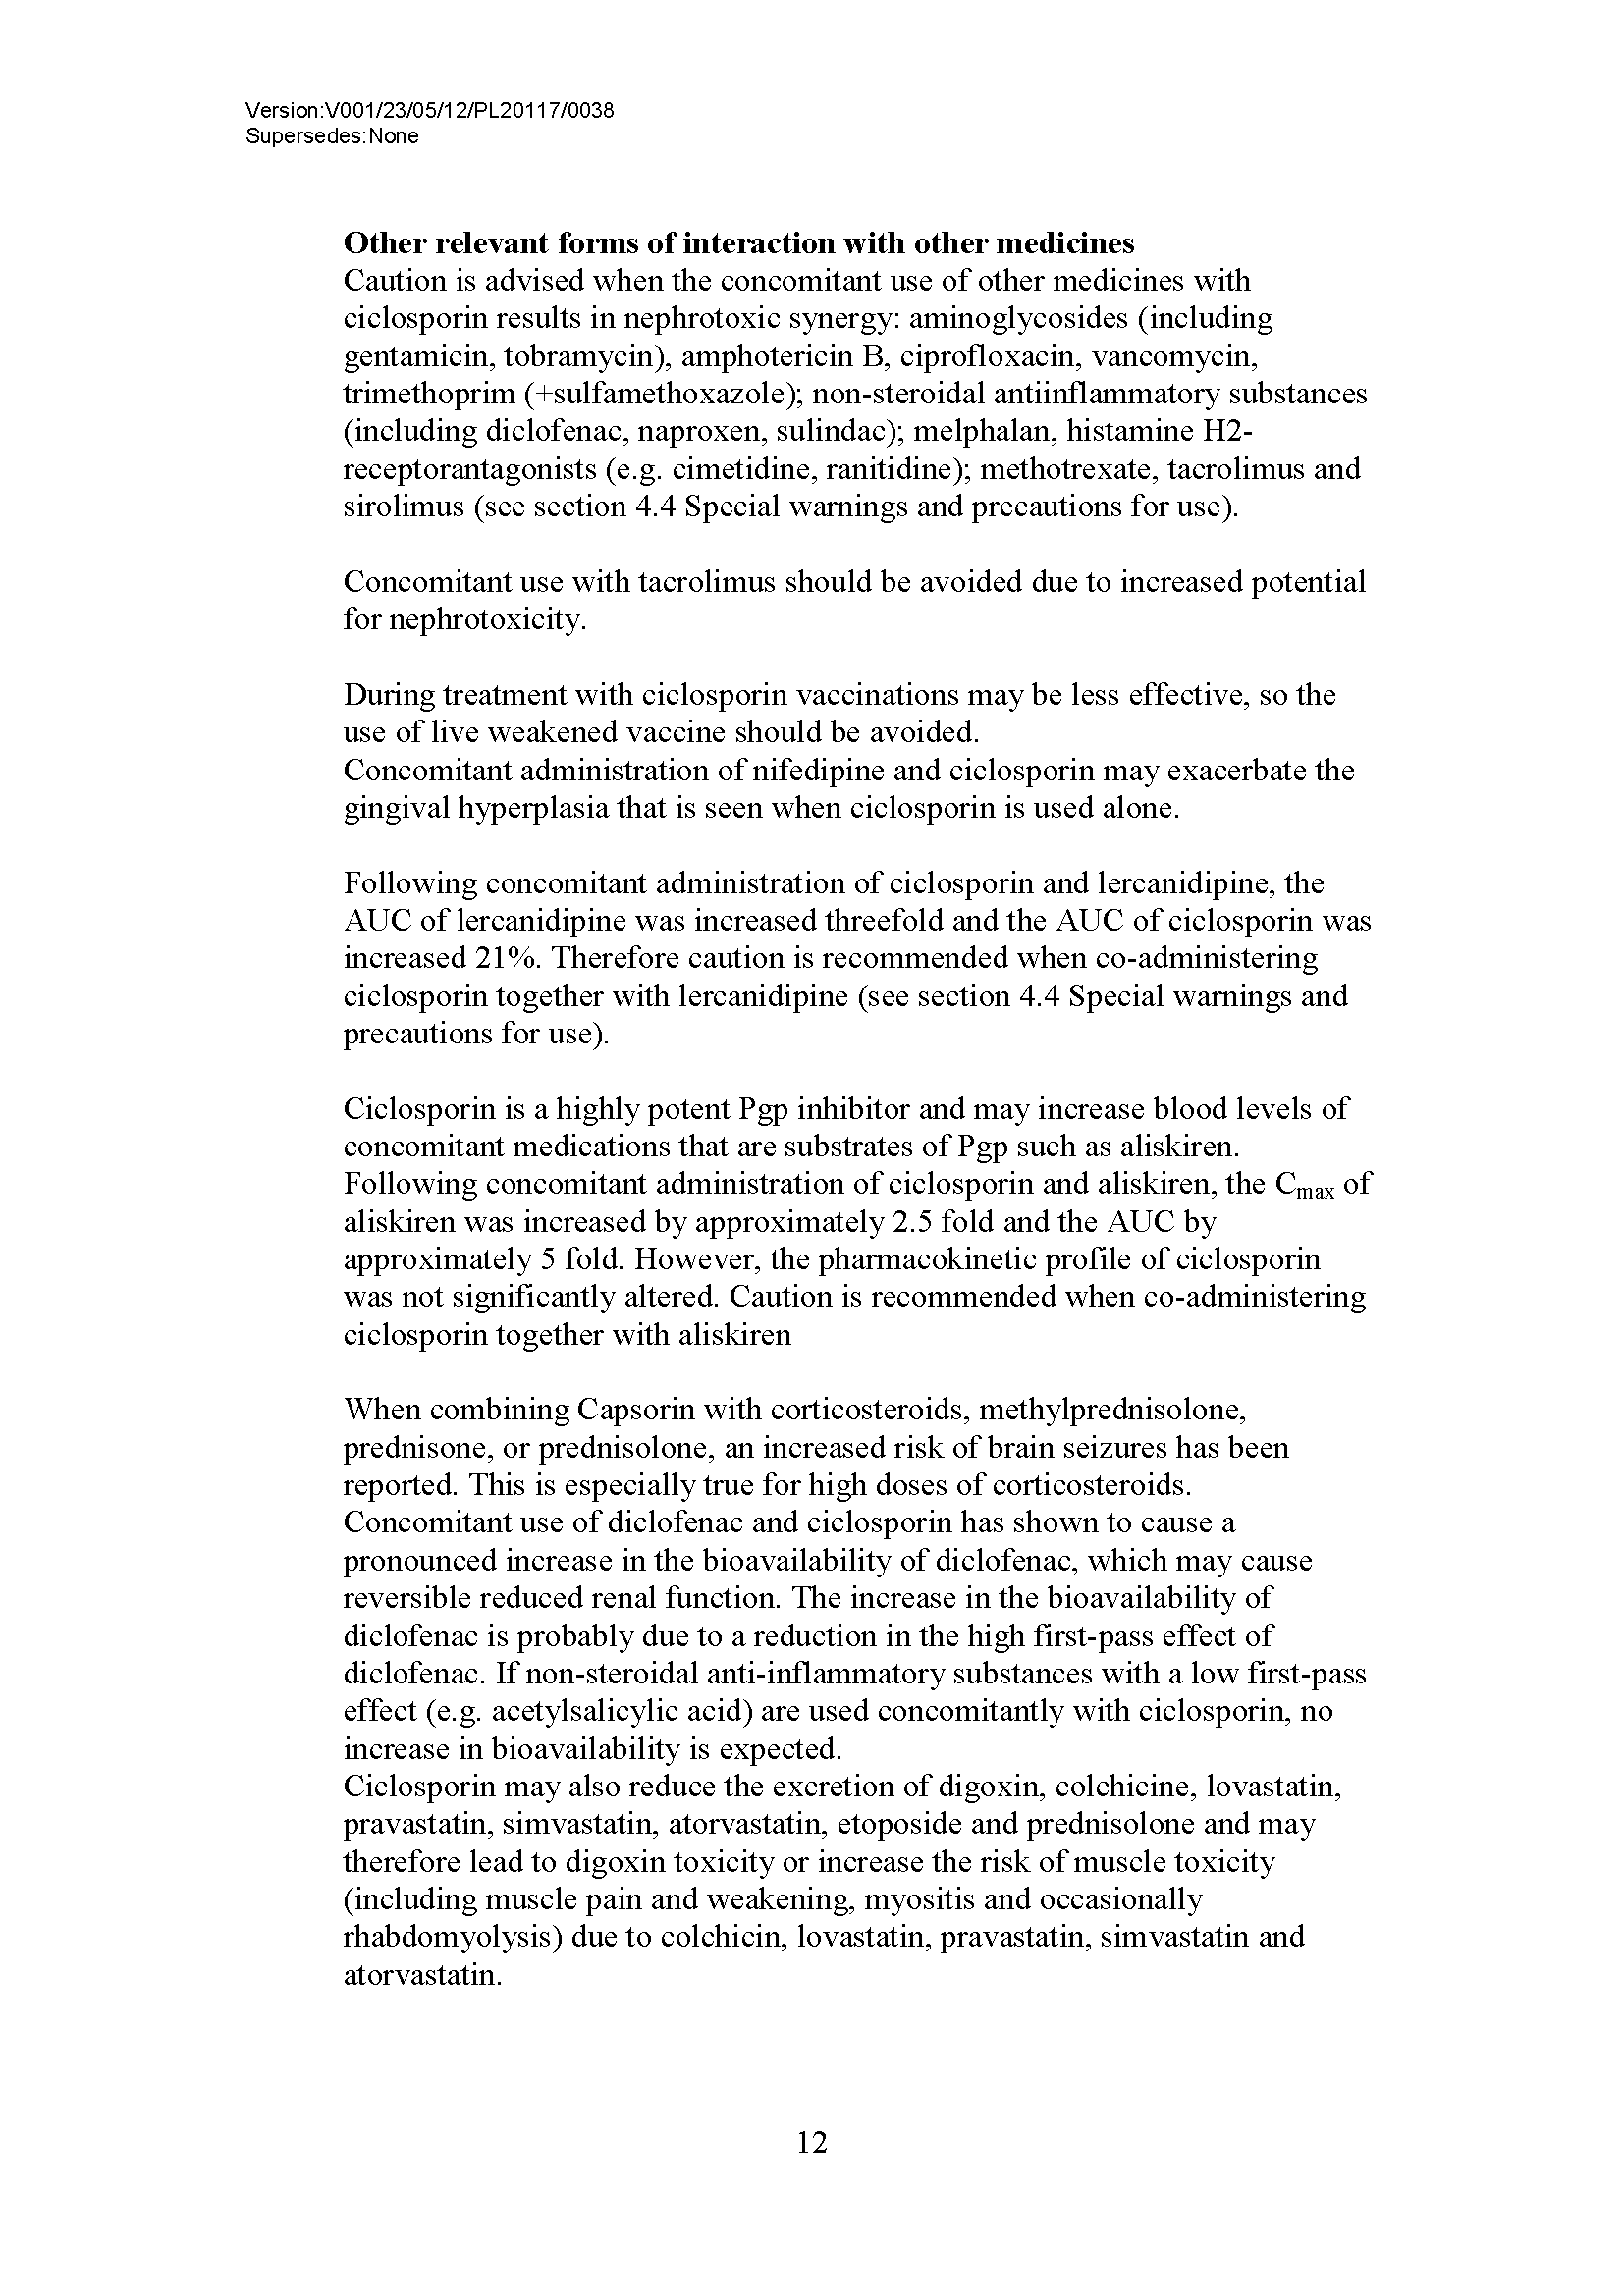 Version:V001/23/05/12/PL20117/0038
Supersedes:None
Other relevant forms of interaction with other medicines
Caution is advised when the concomitant use of other medicines with
ciclosporin results in nephrotoxic synergy: aminoglycosides (including
gentamicin, tobramycin), amphotericin B, ciprofloxacin, vancomycin,
trimethoprim (+sulfamethoxazole); non-steroidal antiinflammatory substances
(including diclofenac, naproxen, sulindac); melphalan, histamine H2-
receptorantagonists (e.g. cimetidine, ranitidine); methotrexate, tacrolimus and
sirolimus (see section 4.4 Special warnings and precautions for use).
Concomitant use with tacrolimus should be avoided due to increased potential
for nephrotoxicity.
During treatment with ciclosporin vaccinations may be less effective, so the
use of live weakened vaccine should be avoided.
Concomitant administration of nifedipine and ciclosporin may exacerbate the
gingival hyperplasia that is seen when ciclosporin is used alone.
Following concomitant administration of ciclosporin and lercanidipine, the
AUC of lercanidipine was increased threefold and the AUC of ciclosporin was
increased 21%. Therefore caution is recommended when co-administering
ciclosporin together with lercanidipine (see section 4.4 Special warnings and
precautions for use).
Ciclosporin is a highly potent Pgp inhibitor and may increase blood levels of
concomitant medications that are substrates of Pgp such as aliskiren.
Following concomitant administration of ciclosporin and aliskiren, the Cmax of
aliskiren was increased by approximately 2.5 fold and the AUC by
approximately 5 fold. However, the pharmacokinetic profile of ciclosporin
was not significantly altered. Caution is recommended when co-administering
ciclosporin together with aliskiren
When combining Capsorin with corticosteroids, methylprednisolone,
prednisone, or prednisolone, an increased risk of brain seizures has been
reported. This is especially true for high doses of corticosteroids.
Concomitant use of diclofenac and ciclosporin has shown to cause a
pronounced increase in the bioavailability of diclofenac, which may cause
reversible reduced renal function. The increase in the bioavailability of
diclofenac is probably due to a reduction in the high first-pass effect of
diclofenac. If non-steroidal anti-inflammatory substances with a low first-pass
effect (e.g. acetylsalicylic acid) are used concomitantly with ciclosporin, no
increase in bioavailability is expected.
Ciclosporin may also reduce the excretion of digoxin, colchicine, lovastatin,
pravastatin, simvastatin, atorvastatin, etoposide and prednisolone and may
therefore lead to digoxin toxicity or increase the risk of muscle toxicity
(including muscle pain and weakening, myositis and occasionally
rhabdomyolysis) due to colchicin, lovastatin, pravastatin, simvastatin and
atorvastatin.
12